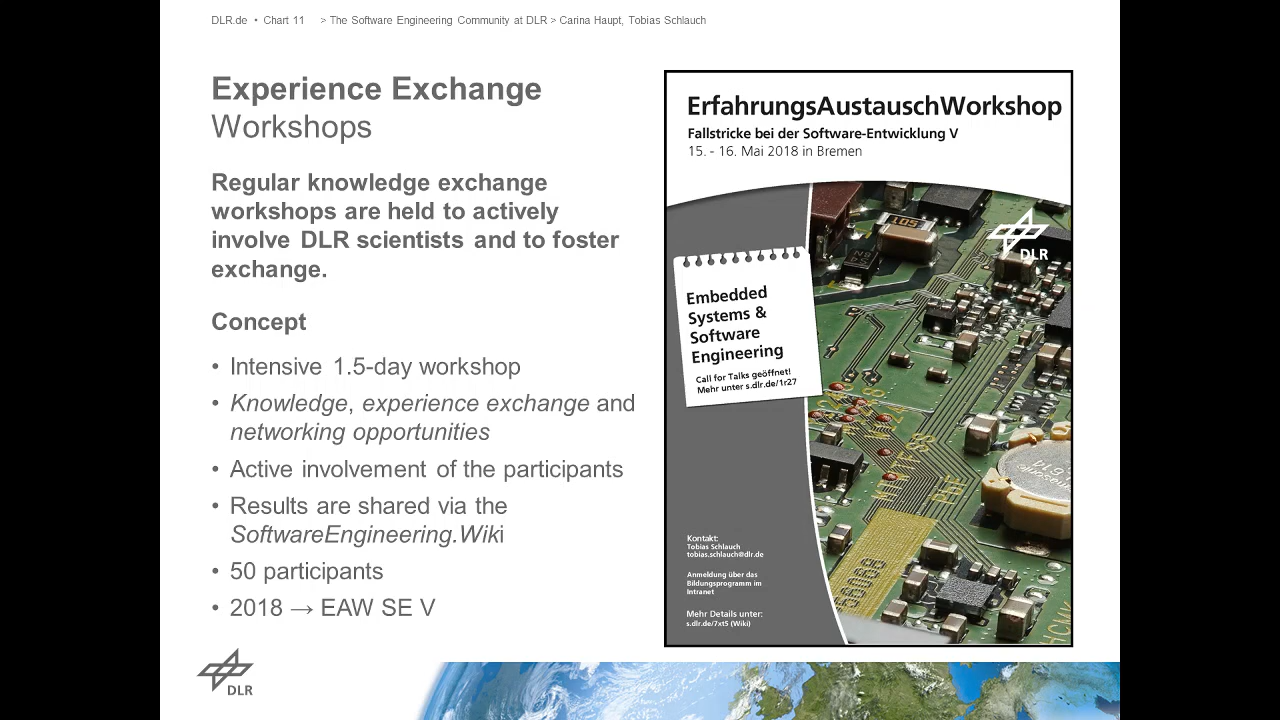 DLR.de • Chart 11 > The Software Engineering Community at DLR > Carina Haupt, Tobias Schlauch
Experience Exchange
Workshops
Regular knowledge exchange
workshops are held to actively
involve DLR scientists and to foster
exchange.
Concept
• Intensive 1.5-day workshop
• Knowledge, experience exchange and
networking opportunities
• Active involvement of the participants
• Results are shared via the
SoftwareEngineering.Wiki
• 50 participants
• 2018 → EAW SE V
DLR
ErfahrungsAustauschWorkshop
Fallstricke bei der Software-Entwicklung V
15. - 16. Mai 2018 in Bremen
105
DLR
Embedded
Systems &
Software
Engineering
Call for Talks geöffnet!
Mehr unter s.dlr.de/1r27
Kontakt:
Tobias Schlauch
tobias.schlauch@dlr.de
Anmeldung über das
Bildungsprogramm im
Intranet
Mehr Details unter:
s.dlr.de/7xt5 (Wiki)